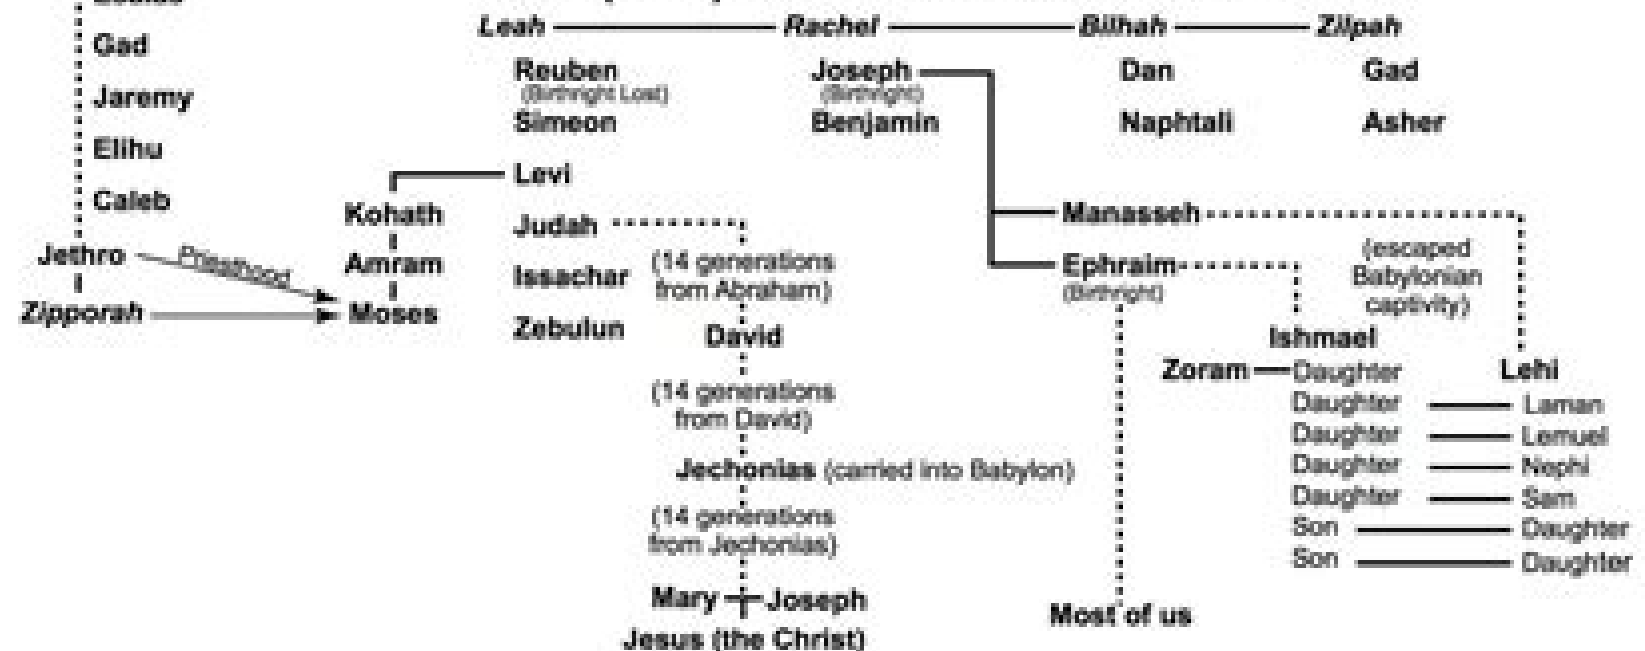 Gad
Jaremy
Elihu
Caleb
Jethro
Priesthood
Zipporah
Kohath
Amram
Moses
Leah Rachel Bilhah Zilpah
Reuben Joseph Dan Gad
(Birthright Lost) (Birthright)
Simeon Benjamin Naphtali Asher
Levi
Judah
Issachar
Zebulun
(14 generations
from Abraham)
David
(14 generations
from David)
Jechonias (carried into Babylon)
(14 generations
from Jechonias)
Mary Joseph
Jesus (the Christ)
Manasseh
Ephraim
(Birthright)
Most of us
(escaped
Babylonian
captivity)
Ishmael
Zoram Daughter Lehi
Daughter Laman
Daughter Lemuel
Daughter Nephi
Daughter Sam
Son Daughter
Son Daughter